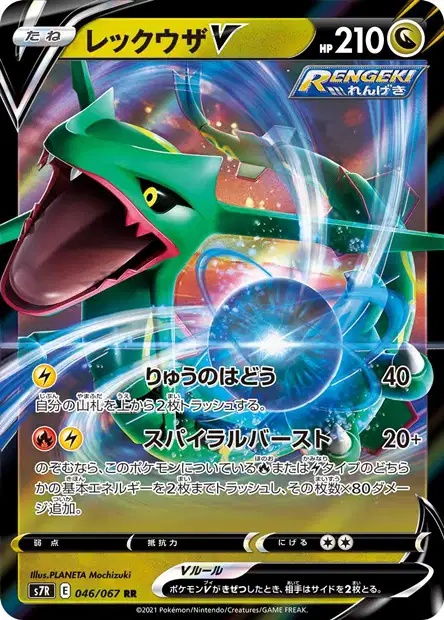 たね レックウザV HP 210
RENGEKI
れんげき
りゅうのはどう 40
自分の山札を上から2枚トラッシュする。
スパイラルバースト 20+
のぞむなら、このポケモンについている炎または雷タイプのどちら
かの基本エネルギーを2枚までトラッシュし、その枚数×80ダメー
ジ追加。
弱点 抵抗力 にげる
Illus.PLANETA Mochizuki
Vルール
s7R E 046/067 RR
ポケモンVがきぜつしたとき、相手はサイドを2枚とる。
©2021 Pokémon/Nintendo/Creatures/GAME FREAK.